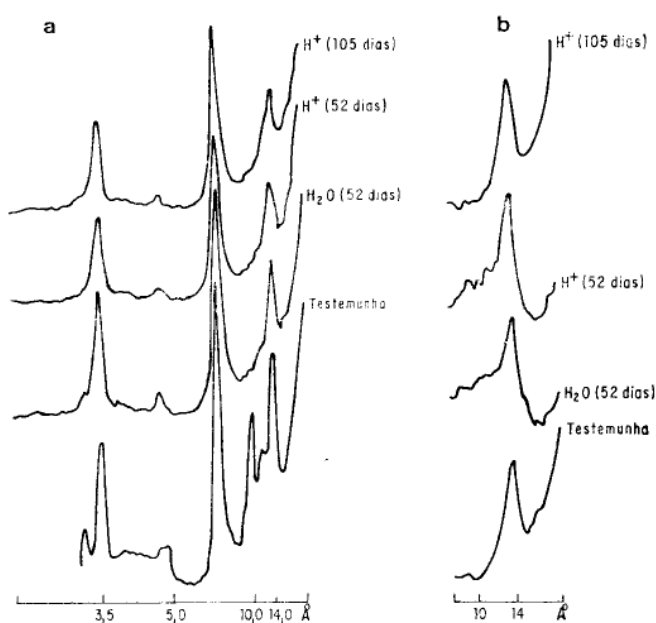 a
H⁺ (105 dias)
H⁺ (52 dias)
H₂O (52 dias)
Testemunha
3,5 5,0 10,0 14,0 Å
b
H⁺ (105 dias)
H⁺ (52 dias)
H₂O (52 dias)
Testemunha
10 14 Å